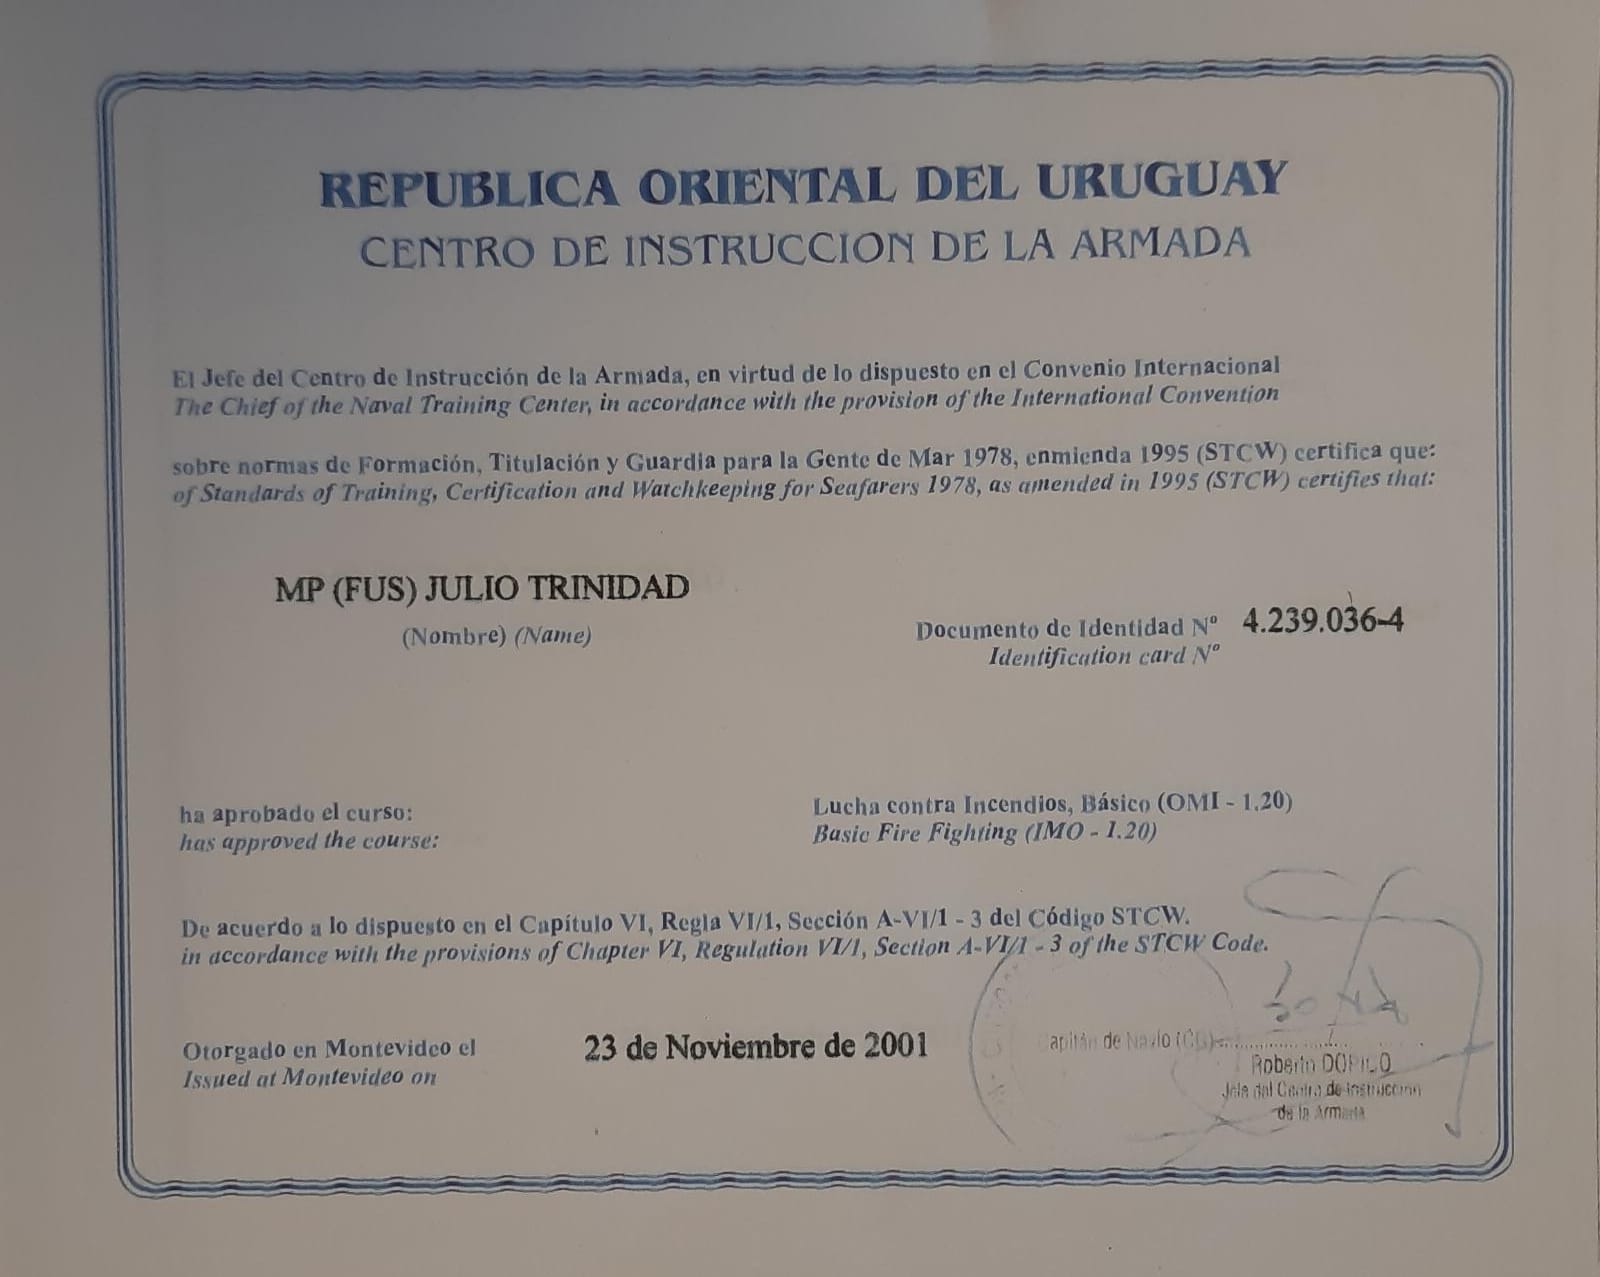 REPUBLICA ORIENTAL DEL URUGUAY
CENTRO DE INSTRUCCION DE LA ARMADA
El Jefe del Centro de Instrucción de la Armada, en virtud de lo dispuesto en el Convenio Internacional
The Chief of the Naval Training Center, in accordance with the provision of the International Convention
sobre normas de Formación, Titulación y Guardia para la Gente de Mar 1978, enmienda 1995 (STCW) certifica que:
of Standards of Training, Certification and Watchkeeping for Seafarers 1978, as amended in 1995 (STCW) certifies that:
MP (FUS) JULIO TRINIDAD
(Nombre) (Name)
Documento de Identidad Nº 4.239.036-4
Identification card Nº
ha aprobado el curso: Lucha contra Incendios, Básico (OMI - 1.20)
has approved the course: Basic Fire Fighting (IMO - 1.20)
De acuerdo a lo dispuesto en el Capítulo VI, Regla VI/1, Sección A-VI/1 - 3 del Código STCW.
in accordance with the provisions of Chapter VI, Regulation VI/1, Section A-VI/1 - 3 of the STCW Code.
Otorgado en Montevideo el 23 de Noviembre de 2001
Issued at Montevideo on
Capitán de Navío (CG)
Roberto
Jefe del Centro de Instrucción
de la Armada